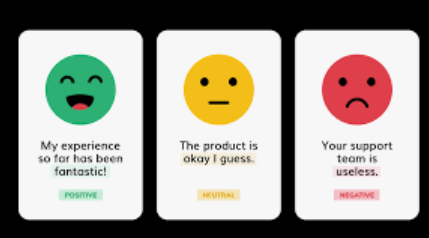 My experience
so far has been
fantastic!
POSITIVE
The product is
okay I guess.
NEUTRAL
Your support
team is
useless.
NEGATIVE